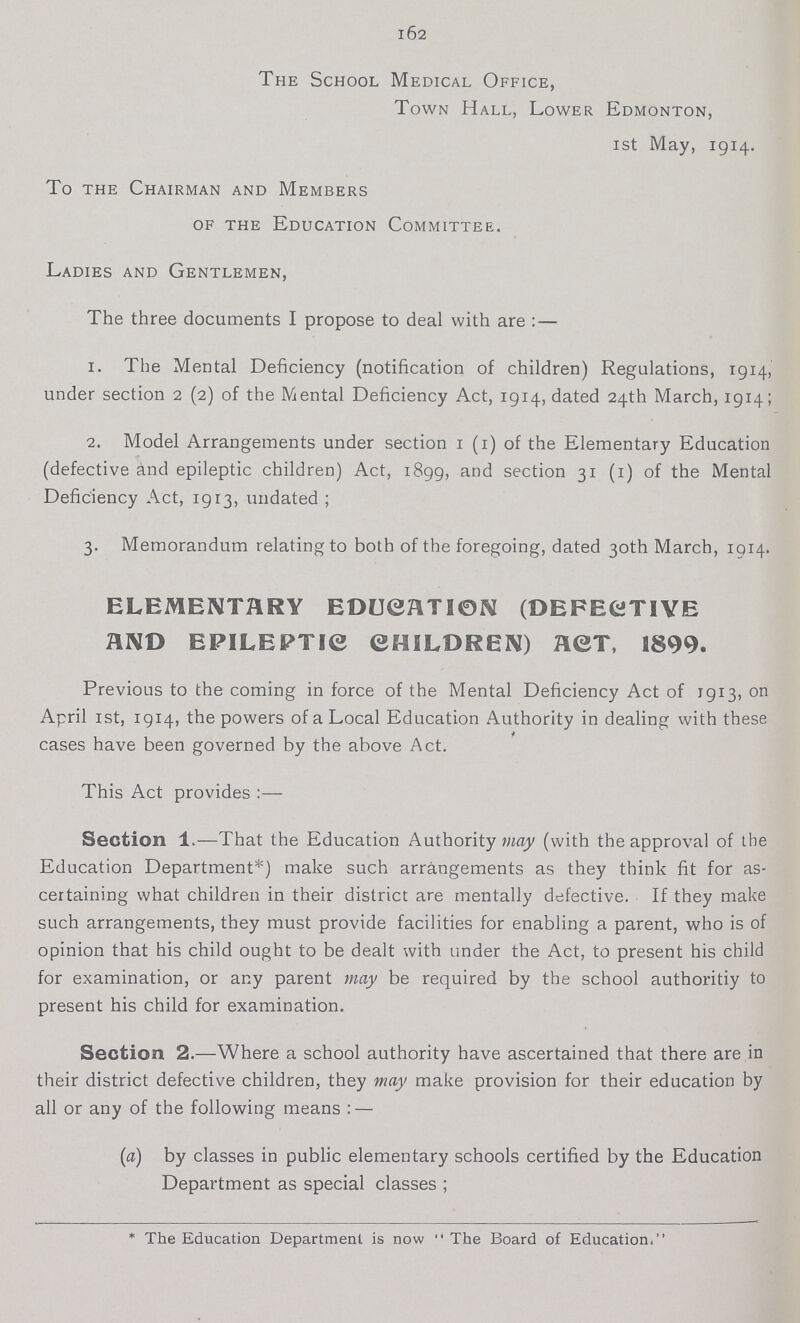 162
The School Medical Office,
Town Hall, Lower Edmonton,
1st May, 1914.
To the Chairman and Members
of the Education Committee.
Ladies and Gentlemen,
The three documents I propose to deal with are :—
1. The Mental Deficiency (notification of children) Regulations, 1914,
under section 2 (2) of the Mental Deficiency Act, 1914, dated 24th March, 1914;
2. Model Arrangements under section 1 (1) of the Elementary Education
(defective and epileptic children) Act, 1899, and section 31 (1) of the Mental
Deficiency Act, 1913, undated ;
3. Memorandum relating to both of the foregoing, dated 30th March, 1914.
ELEMENTARY EDUCATION (DEFECTIVE
AND EPILEPTIC CHILDREN) ACT, 1899.
Previous to the coming in force of the Mental Deficiency Act of 1913, on
April 1st, 1914, the powers of a Local Education Authority in dealing with these
cases have been governed by the above Act.
This Act provides :—
Section 1.—That the Education Authority may (with the approval of the
Education Department*) make such arrangements as they think fit for as-
certaining what children in their district are mentally defective. If they make
such arrangements, they must provide facilities for enabling a parent, who is of
opinion that his child ought to be dealt with under the Act, to present his child
for examination, or any parent may be required by the school authoritiy to
present his child for examination.
Section 2.—Where a school authority have ascertained that there are in
their district defective children, they may make provision for their education by
all or any of the following means :—
(a) by classes in public elementary schools certified by the Education
Department as special classes ;
* The Education Department is now "The Board of Education."